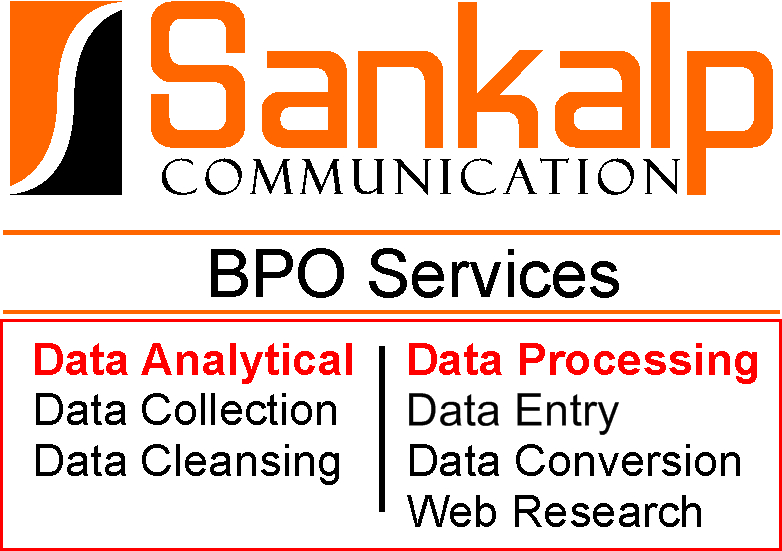 Sankalp
COMMUNICATION
BPO Services
Data Analytical
Data Collection
Data Cleansing
Data Processing
Data Entry
Data Conversion
Web Research